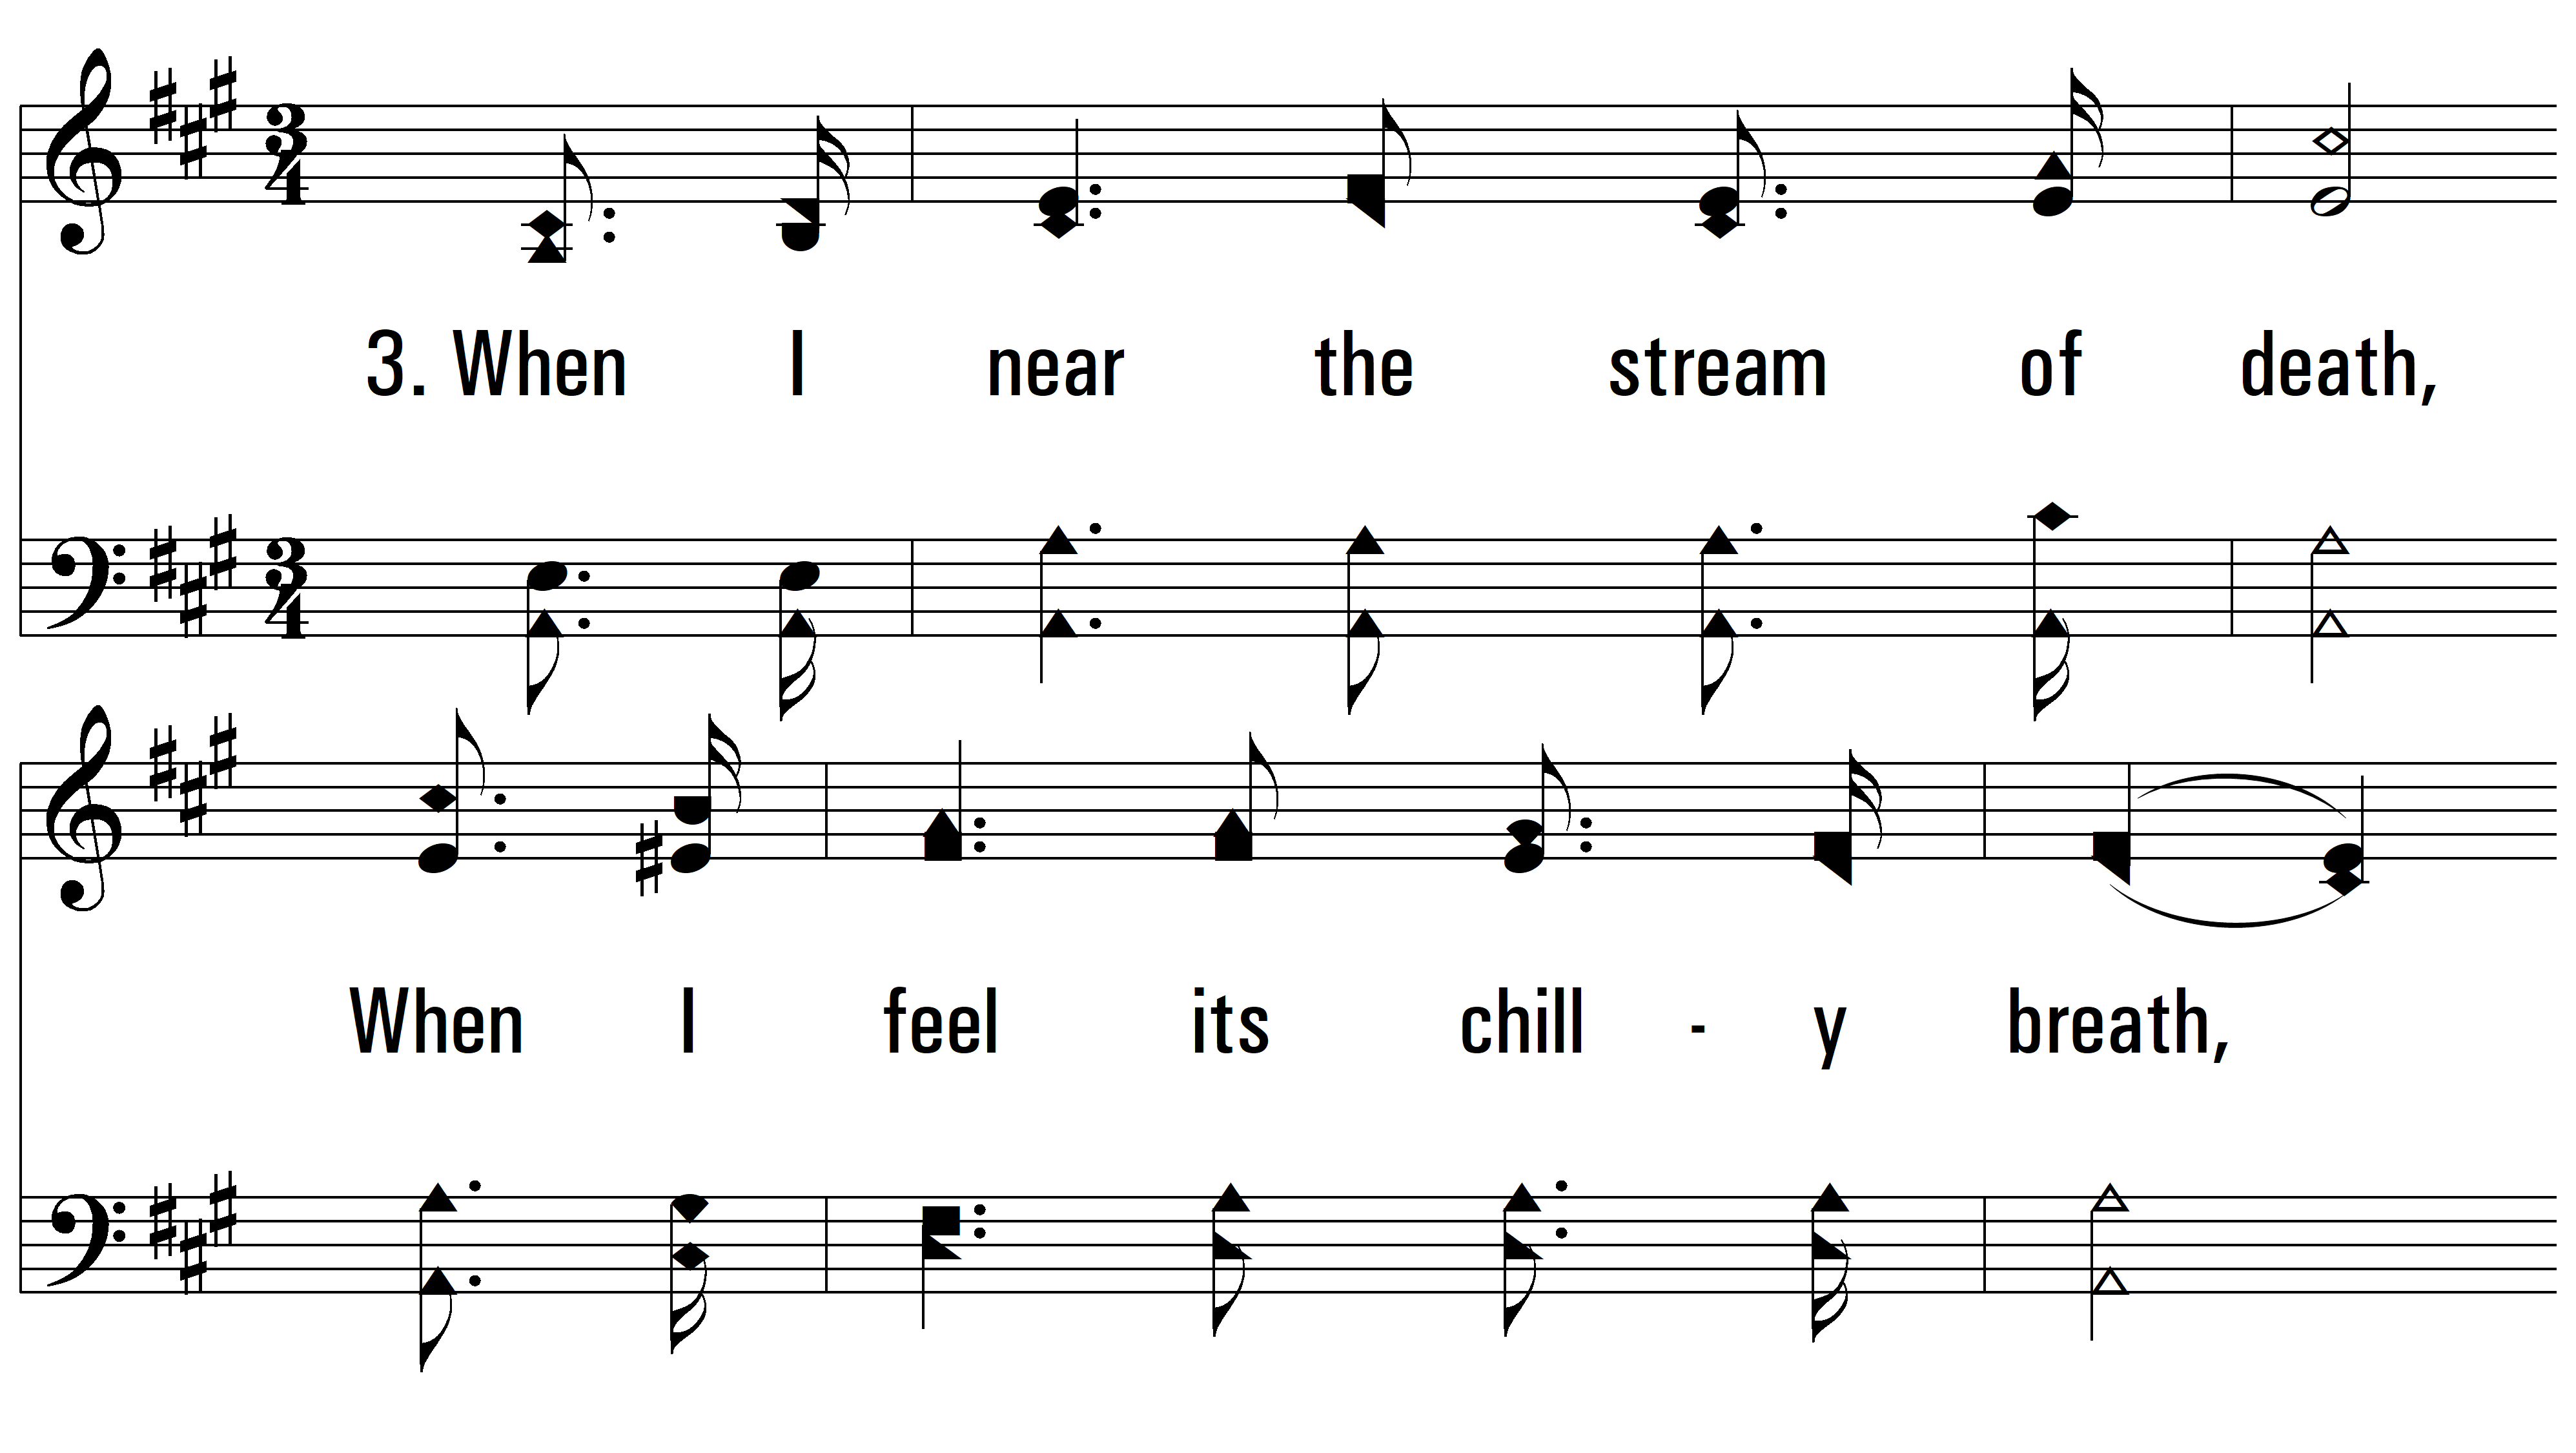 3. When I near the stream of death,
When I feel its chill - y breath,